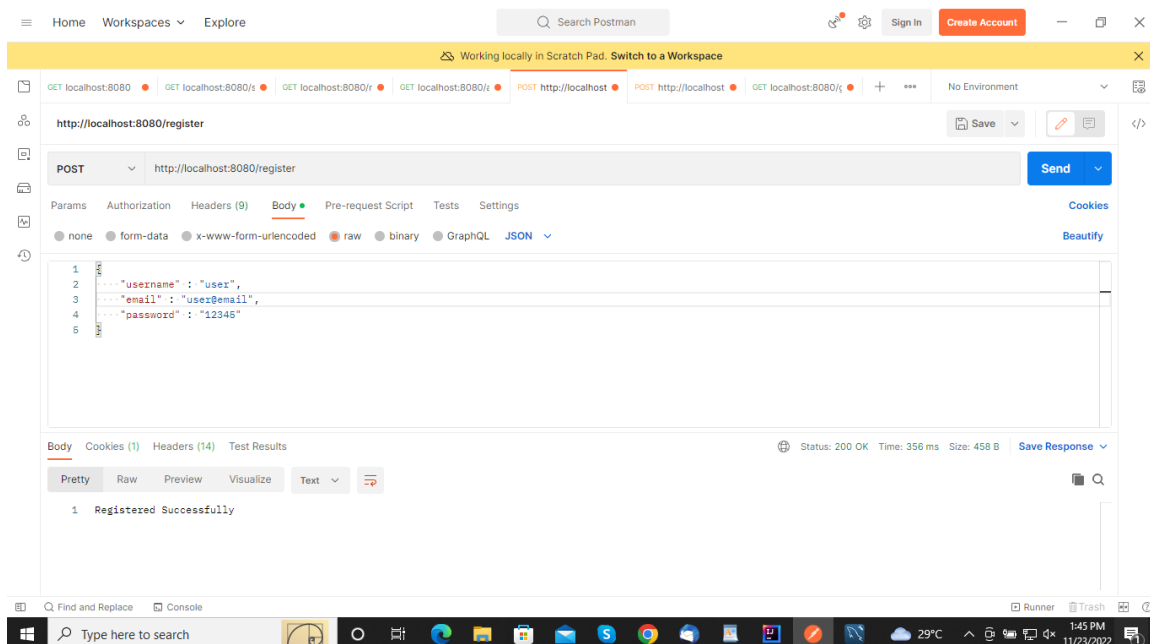 Home Workspaces Explore Search Postman Sign In Create Account
Working locally in Scratch Pad. Switch to a Workspace
GET localhost:8080 GET localhost:8080/s GET localhost:8080/r GET localhost:8080/a POST http://localhost POST http://localhost GET localhost:8080/g + No Environment
http://localhost:8080/register Save
POST http://localhost:8080/register Send
Params Authorization Headers (9) Body Pre-request Script Tests Settings Cookies
none form-data x-www-form-urlencoded raw binary GraphQL JSON Beautify
1 {
2 "username" : "user",
3 "email" : "user@email",
4 "password" : "12345"
5 }
Body Cookies (1) Headers (14) Test Results Status: 200 OK Time: 356 ms Size: 458 B Save Response
Pretty Raw Preview Visualize Text
1 Registered Successfully
Find and Replace Console Runner Trash
Type here to search 29°C 1:45 PM
11/23/2022